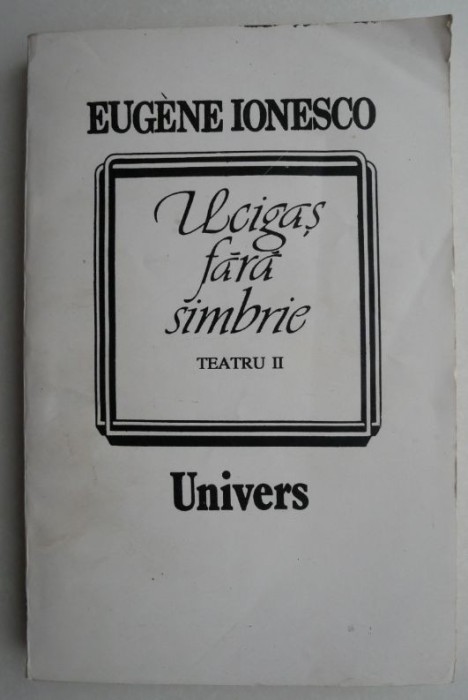 EUGÈNE IONESCO
Ucigaș
fără
simbrie
TEATRU II
Univers